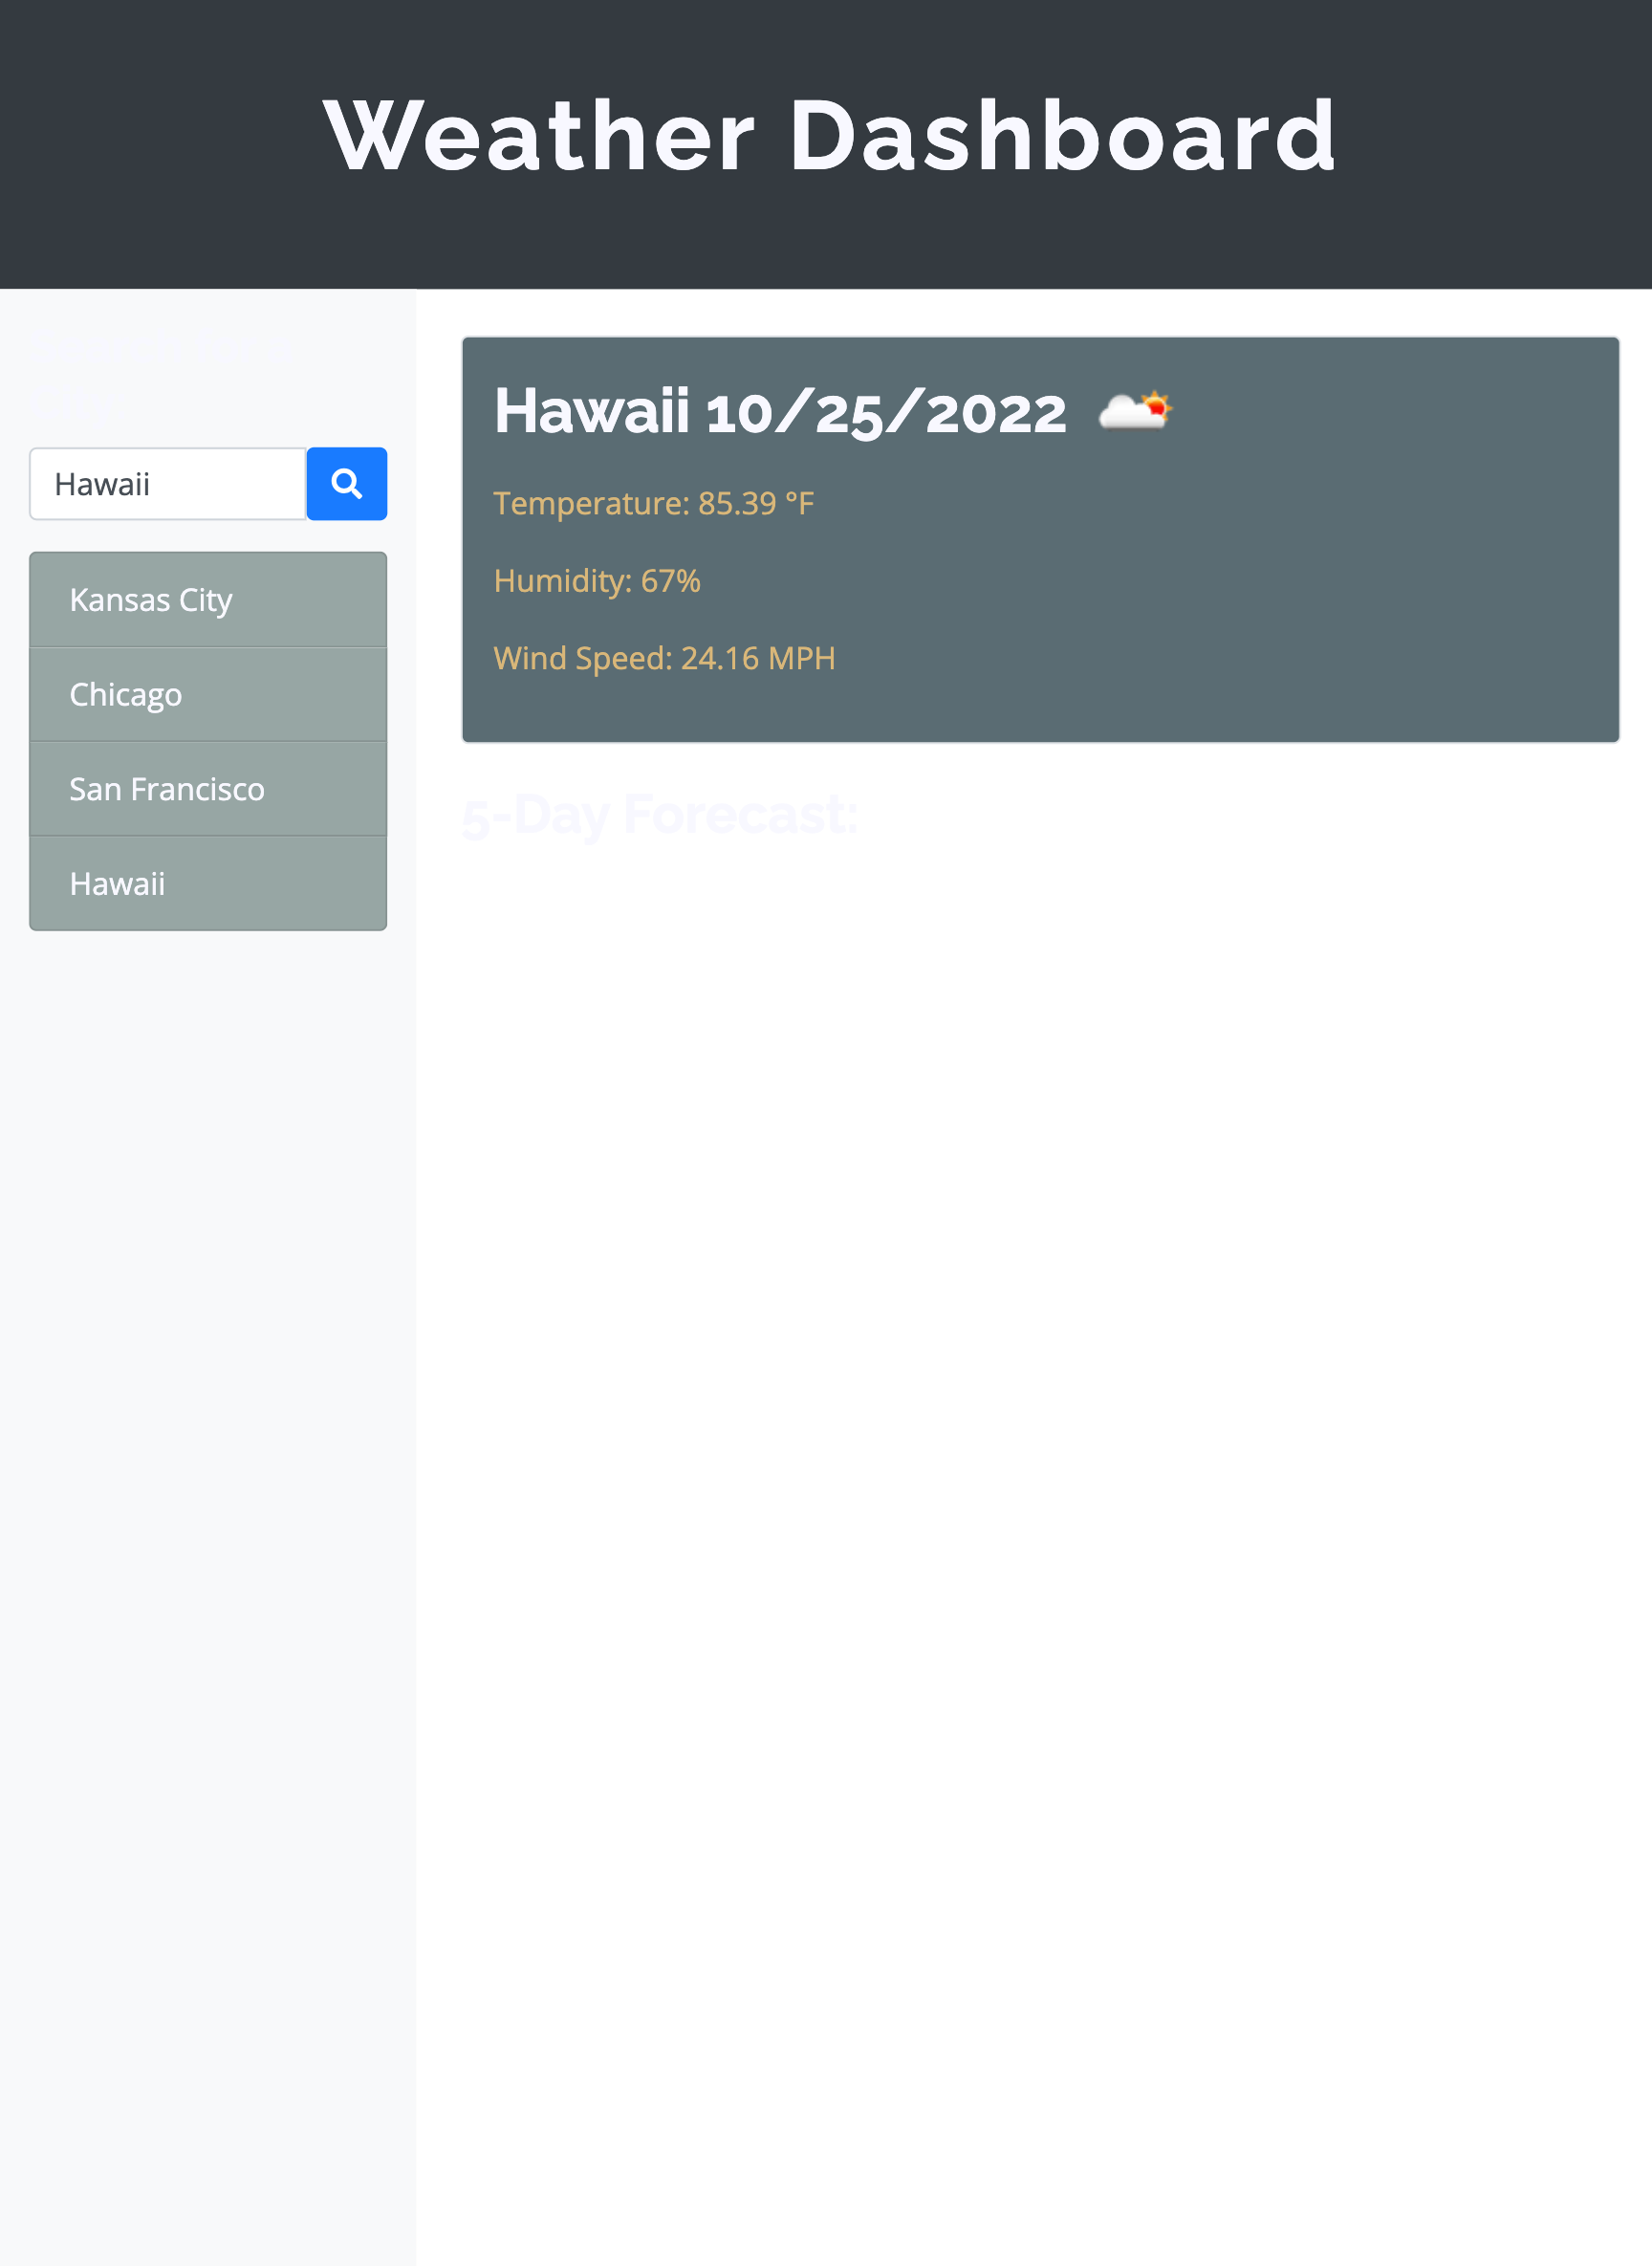 Weather Dashboard
Hawaii
Kansas City
Chicago
San Francisco
Hawaii
Hawaii 10/25/2022
Temperature: 85.39 °F
Humidity: 67%
Wind Speed: 24.16 MPH
5-Day Forecast: